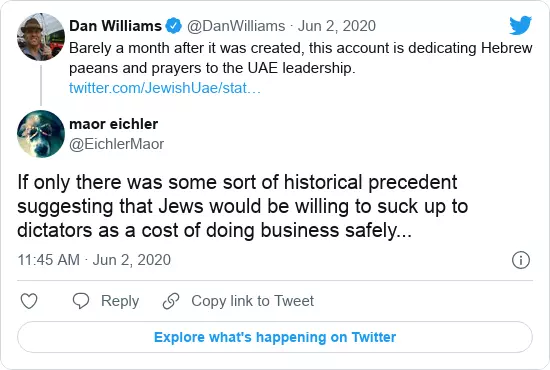 Dan Williams @DanWilliams · Jun 2, 2020
Barely a month after it was created, this account is dedicating Hebrew
paeans and prayers to the UAE leadership.
twitter.com/JewishUae/stat…
maor eichler
@EichlerMaor
If only there was some sort of historical precedent
suggesting that Jews would be willing to suck up to
dictators as a cost of doing business safely...
11:45 AM · Jun 2, 2020
Reply Copy link to Tweet
Explore what's happening on Twitter